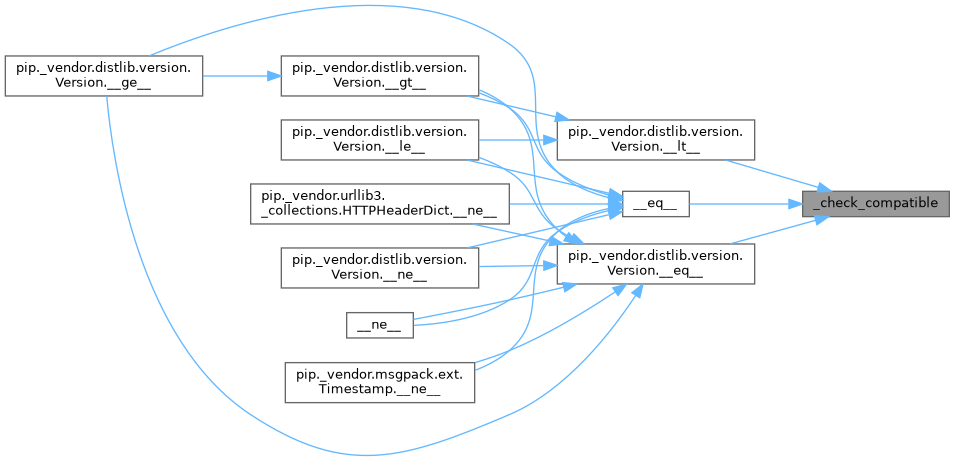 pip._vendor.distlib.version.
Version.__ge__
pip._vendor.distlib.version.
Version.__gt__
pip._vendor.distlib.version.
Version.__le__
pip._vendor.urllib3.
_collections.HTTPHeaderDict.__ne__
pip._vendor.distlib.version.
Version.__ne__
__ne__
pip._vendor.msgpack.ext.
Timestamp.__ne__
pip._vendor.distlib.version.
Version.__lt__
__eq__
pip._vendor.distlib.version.
Version.__eq__
_check_compatible